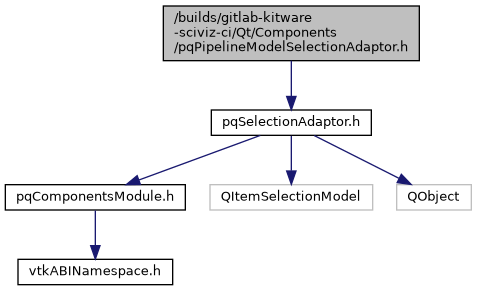 /builds/gitlab-kitware
-sciviz-ci/Qt/Components
/pqPipelineModelSelectionAdaptor.h
pqSelectionAdaptor.h
pqComponentsModule.h
QItemSelectionModel
QObject
vtkABINamespace.h